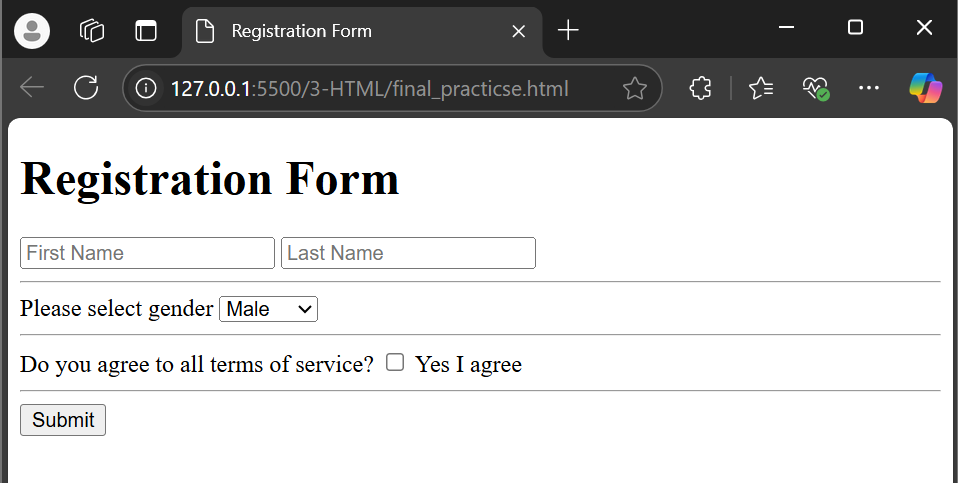 Registration Form
127.0.0.1:5500/3-HTML/final_practicse.html
Registration Form
First Name Last Name
Please select gender Male
Do you agree to all terms of service? Yes I agree
Submit